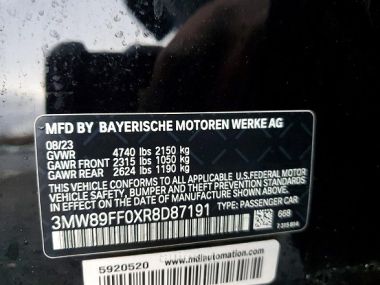 MFD BY BAYERISCHE MOTOREN WERKE AG
08/23
GVWR 4740 lbs 2150 kg
GAWR FRONT 2315 lbs 1050 kg
GAWR REAR 2624 lbs 1190 kg
THIS VEHICLE CONFORMS TO ALL APPLICABLE U.S. FEDERAL MOTOR
VEHICLE SAFETY, BUMPER AND THEFT PREVENTION STANDARDS IN
EFFECT ON THE DATE OF MANUFACTURE SHOWN ABOVE.
3MW89FF0XR8D87191 TYPE: PASSENGER CAR
668
5920520 www.mdiautomation.com